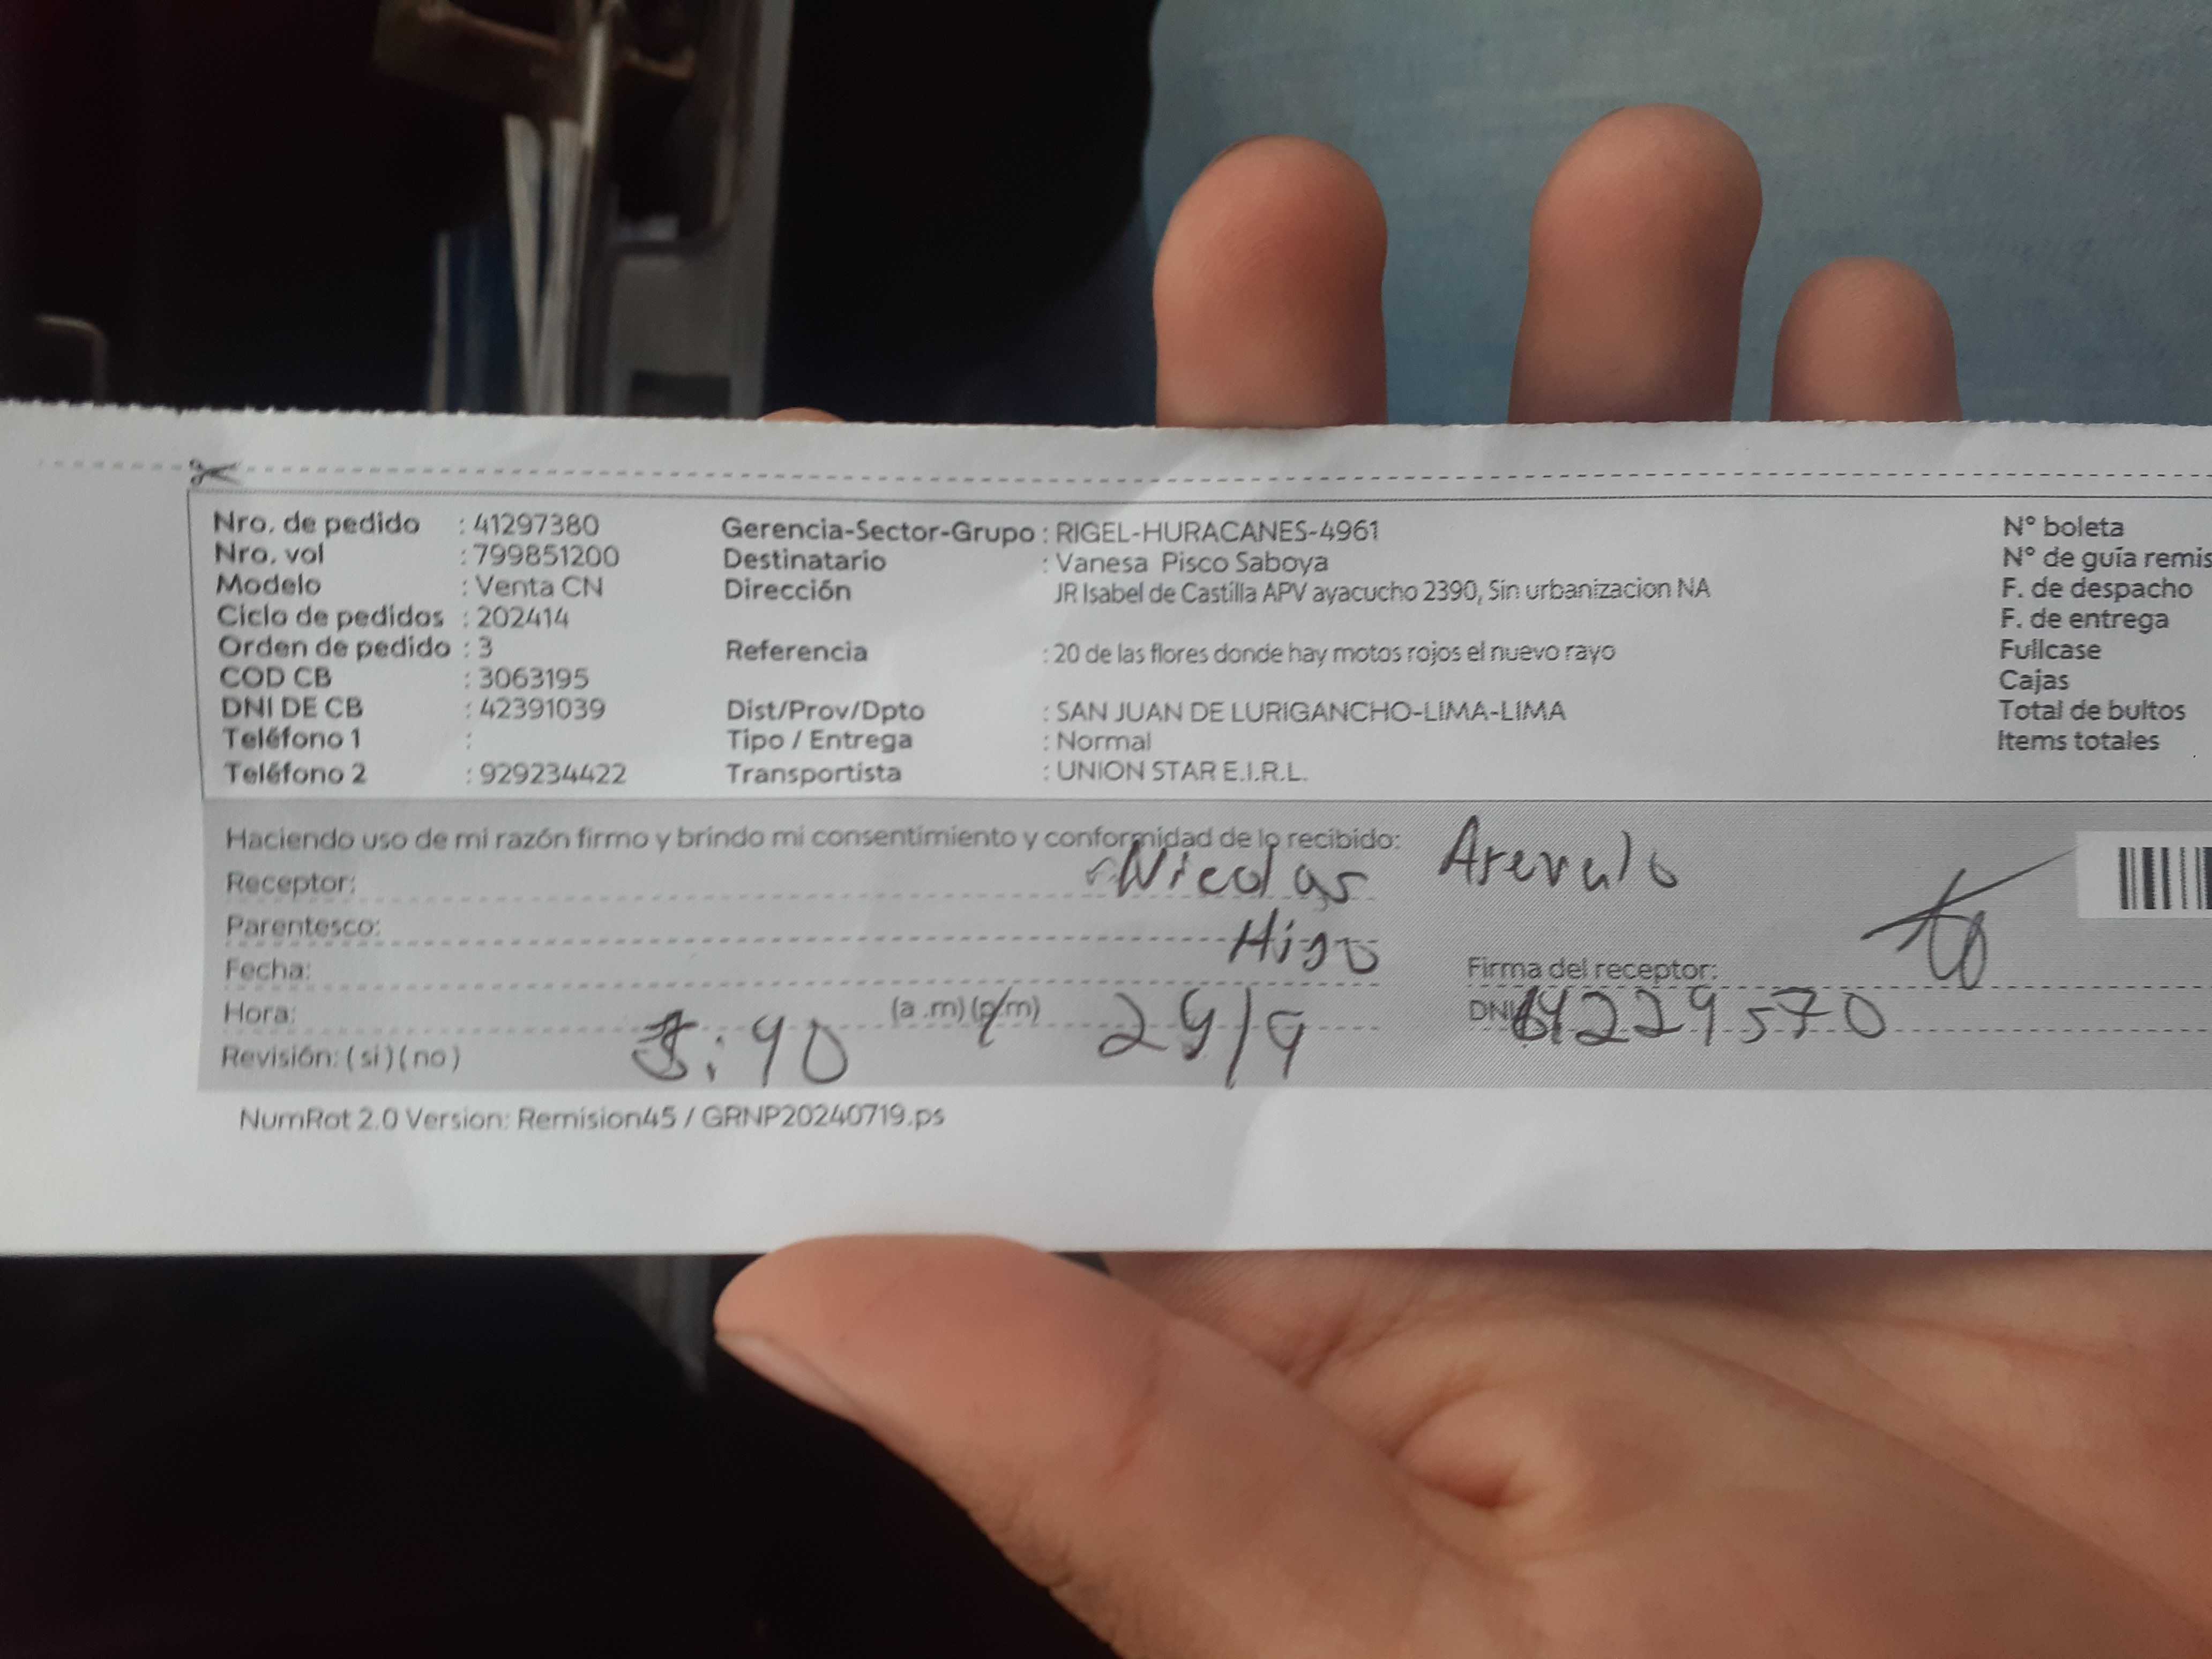 Nro. de pedido : 41297380 Gerencia-Sector-Grupo : RIGEL-HURACANES-4961 N° boleta
Nro. vol : 799851200 Destinatario : Vanesa Pisco Saboya N° de guía remis
Modelo : Venta CN Dirección JR Isabel de Castilla APV ayacucho 2390, Sin urbanizacion NA F. de despacho
Ciclo de pedidos : 202414 F. de entrega
Orden de pedido : 3 Referencia : 20 de las flores donde hay motos rojos el nuevo rayo Fullcase
COD CB : 3063195 Cajas
DNI DE CB : 42391039 Dist/Prov/Dpto : SAN JUAN DE LURIGANCHO-LIMA-LIMA Total de bultos
Teléfono 1 : Tipo / Entrega : Normal Items totales
Teléfono 2 : 929234422 Transportista : UNION STAR E.I.R.L.
Haciendo uso de mi razón firmo y brindo mi consentimiento y conformidad de lo recibido:
Receptor: Nicolas Arevalo
Parentesco: Hijo
Fecha: Firma del receptor:
Hora: (a.m)(p.m) 29/9 DNI
Revisión: (si)(no)
NumRot 2.0 Version: Remision45 / GRNP20240719.ps